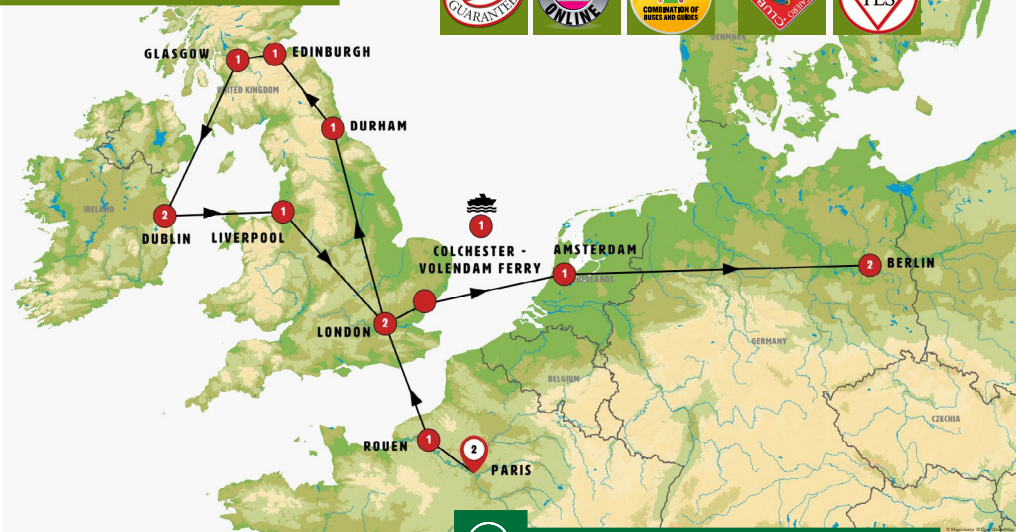 GUARANTEED
ONLINE
COMBINATION OF
BUSES AND GUIDES
CLUB
YES
DENMARK
GLASGOW
1
1
EDINBURGH
UNITED KINGDOM
1
DURHAM
IRELAND
2
DUBLIN
1
LIVERPOOL
1
COLCHESTER -
VOLENDAM FERRY
AMSTERDAM
1
2
BERLIN
LONDON
2
GERMANY
BELGIUM
CZECHIA
ROUEN
1
2
PARIS